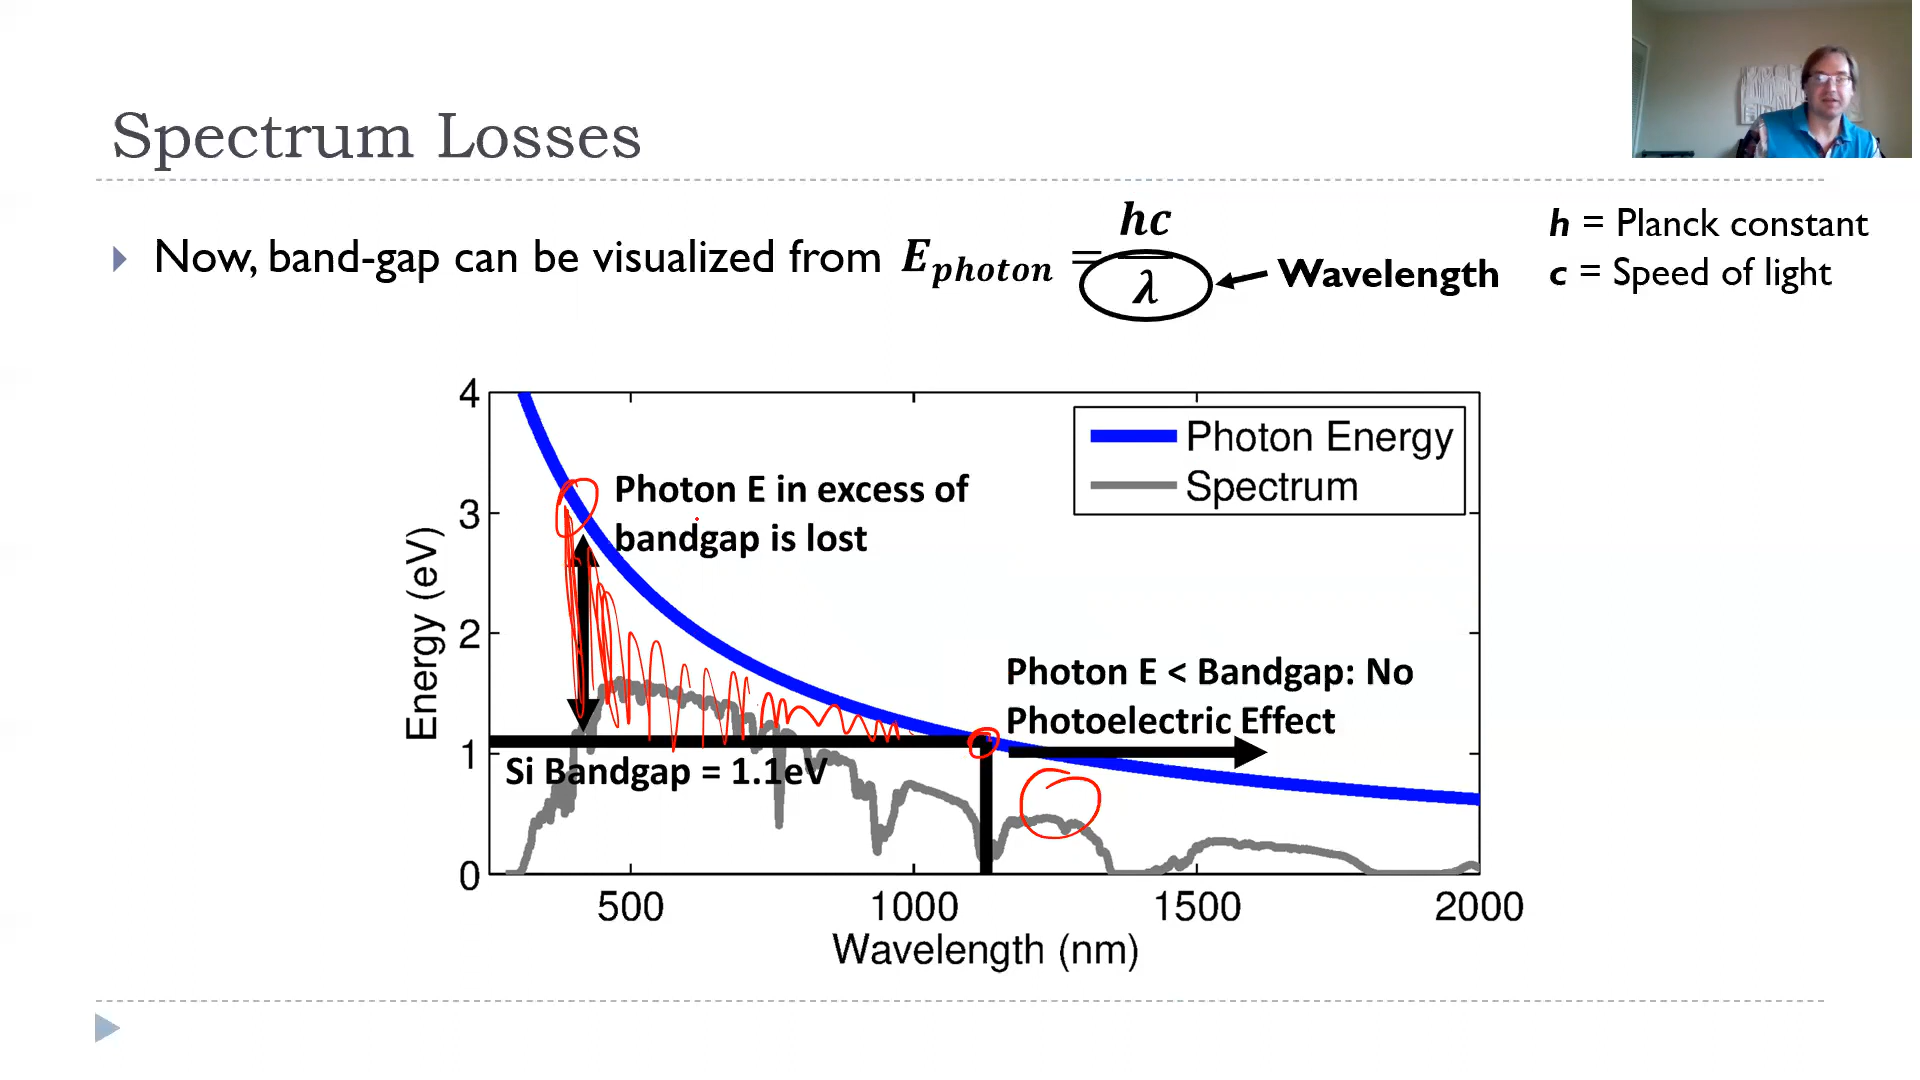 Spectrum Losses
Now, band-gap can be visualized from E_photon = hc/λ
Wavelength
h = Planck constant
c = Speed of light
4
3
2
1
0
Energy (eV)
Photon Energy
Spectrum
Photon E in excess of
bandgap is lost
Photon E < Bandgap: No
Photoelectric Effect
Si Bandgap = 1.1eV
500 1000 1500 2000
Wavelength (nm)